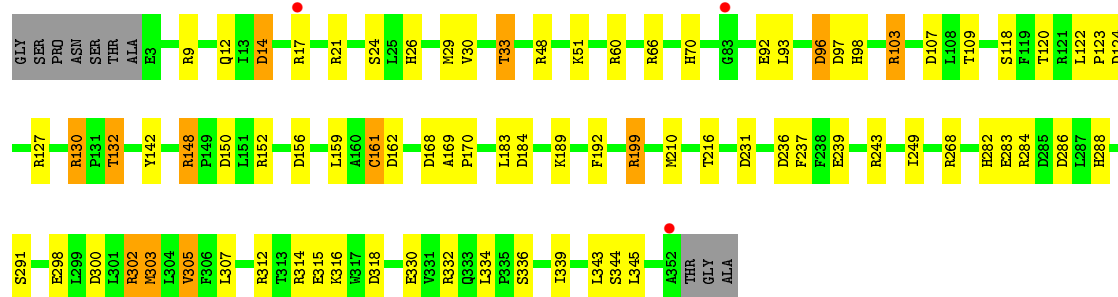 GLY SER PRO ASN SER THR ALA E3 R9 Q12 I13 D14 R17 R21 S24 L25 H26 M29 V30 T33 R48 K51 R60 R66 H70 G83 E92 L93 D96 D97 H98 R103 D107 L108 T109 S118 F119 T120 R121 L122 P123 D124
R127 R130 P131 T132 Y142 R148 P149 D150 L151 R152 D156 L159 A160 C161 D162 D168 A169 P170 L183 D184 K189 F192 R199 M210 T216 D231 D236 F237 F238 E239 R243 I249 R268 H282 E283 R284 D285 D286 L287 H288
S291 E298 L299 D300 L301 R302 M303 L304 V305 F306 L307 R312 T313 R314 E315 K316 W317 D318 E330 V331 R332 Q333 L334 P335 S336 I339 L343 S344 L345 A352 THR GLY ALA